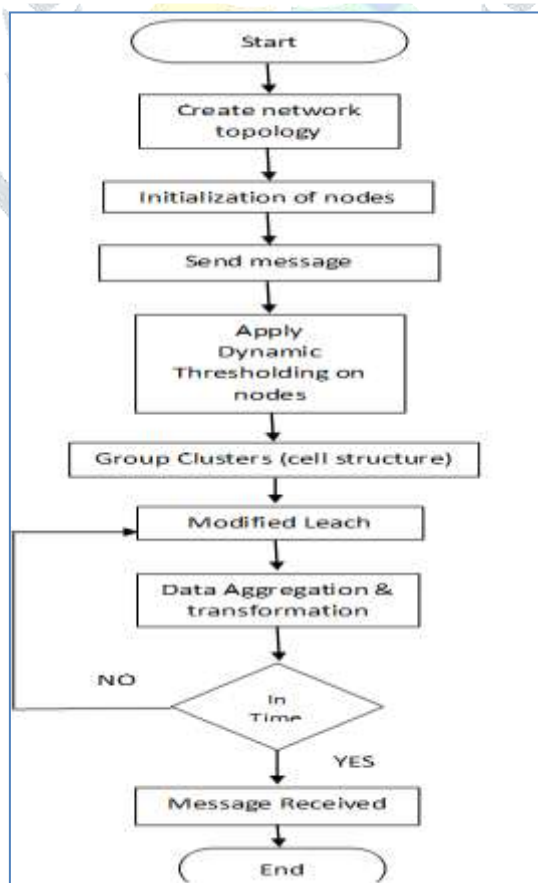 Start
Create network
topology
Initialization of nodes
Send message
Apply
Dynamic
Thresholding on
nodes
Group Clusters (cell structure)
Modified Leach
Data Aggregation &
transformation
NO
In
Time
YES
Message Received
End